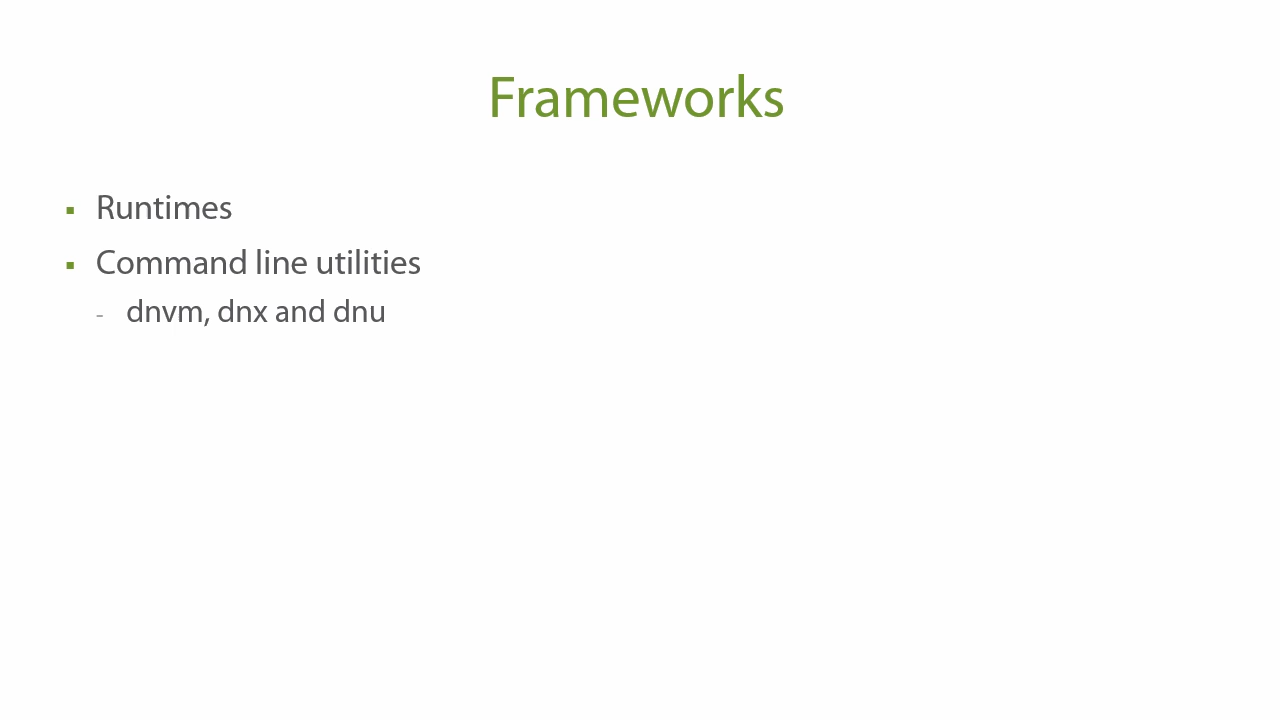 Frameworks
▪ Runtimes
▪ Command line utilities
- dnvm, dnx and dnu